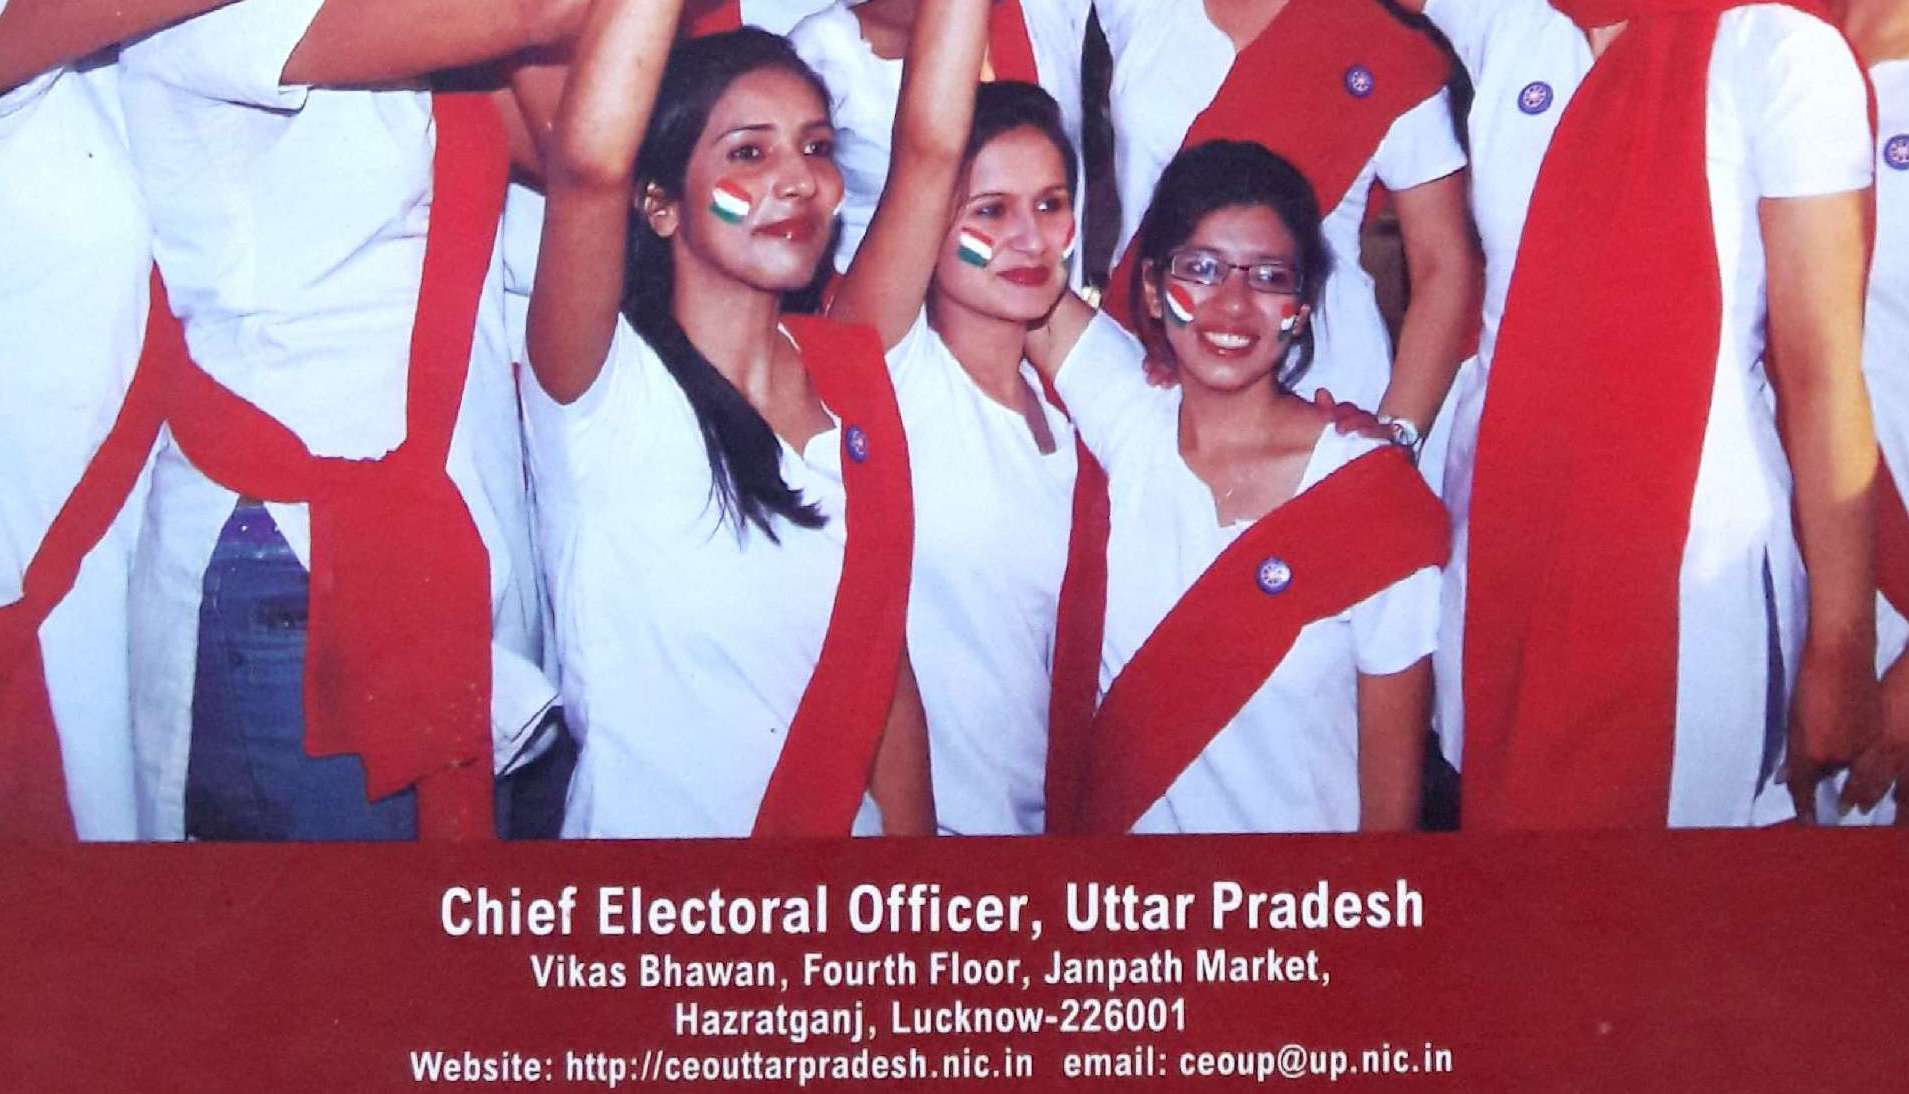 Chief Electoral Officer, Uttar Pradesh
Vikas Bhawan, Fourth Floor, Janpath Market,
Hazratganj, Lucknow-226001
Website: http://ceouttarpradesh.nic.in email: ceoup@up.nic.in